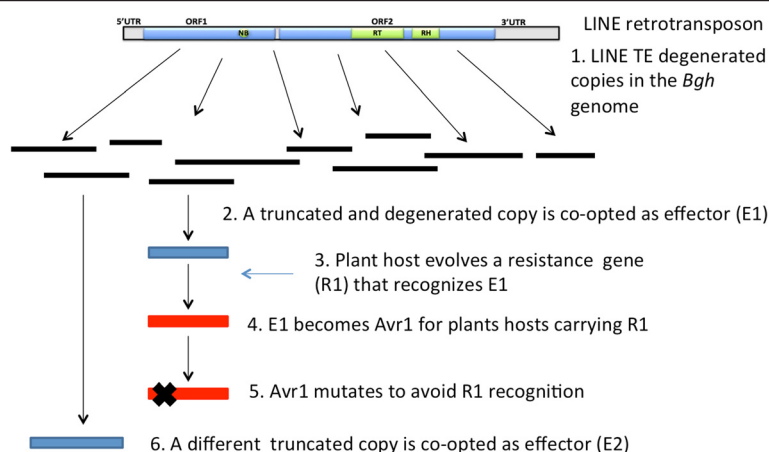 5'UTR ORF1 ORF2 3'UTR
NB RT RH
LINE retrotransposon
1. LINE TE degenerated
copies in the Bgh
genome
2. A truncated and degenerated copy is co-opted as effector (E1)
3. Plant host evolves a resistance gene
(R1) that recognizes E1
4. E1 becomes Avr1 for plants hosts carrying R1
5. Avr1 mutates to avoid R1 recognition
6. A different truncated copy is co-opted as effector (E2)